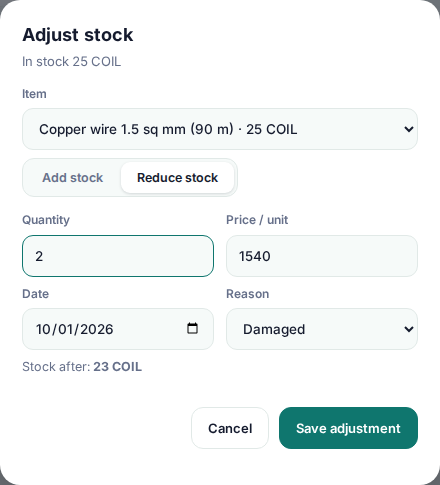 Adjust stock
In stock 25 COIL
Item
Copper wire 1.5 sq mm (90 m) · 25 COIL
Add stock Reduce stock
Quantity Price / unit
2 1540
Date Reason
10/01/2026 Damaged
Stock after: 23 COIL
Cancel Save adjustment